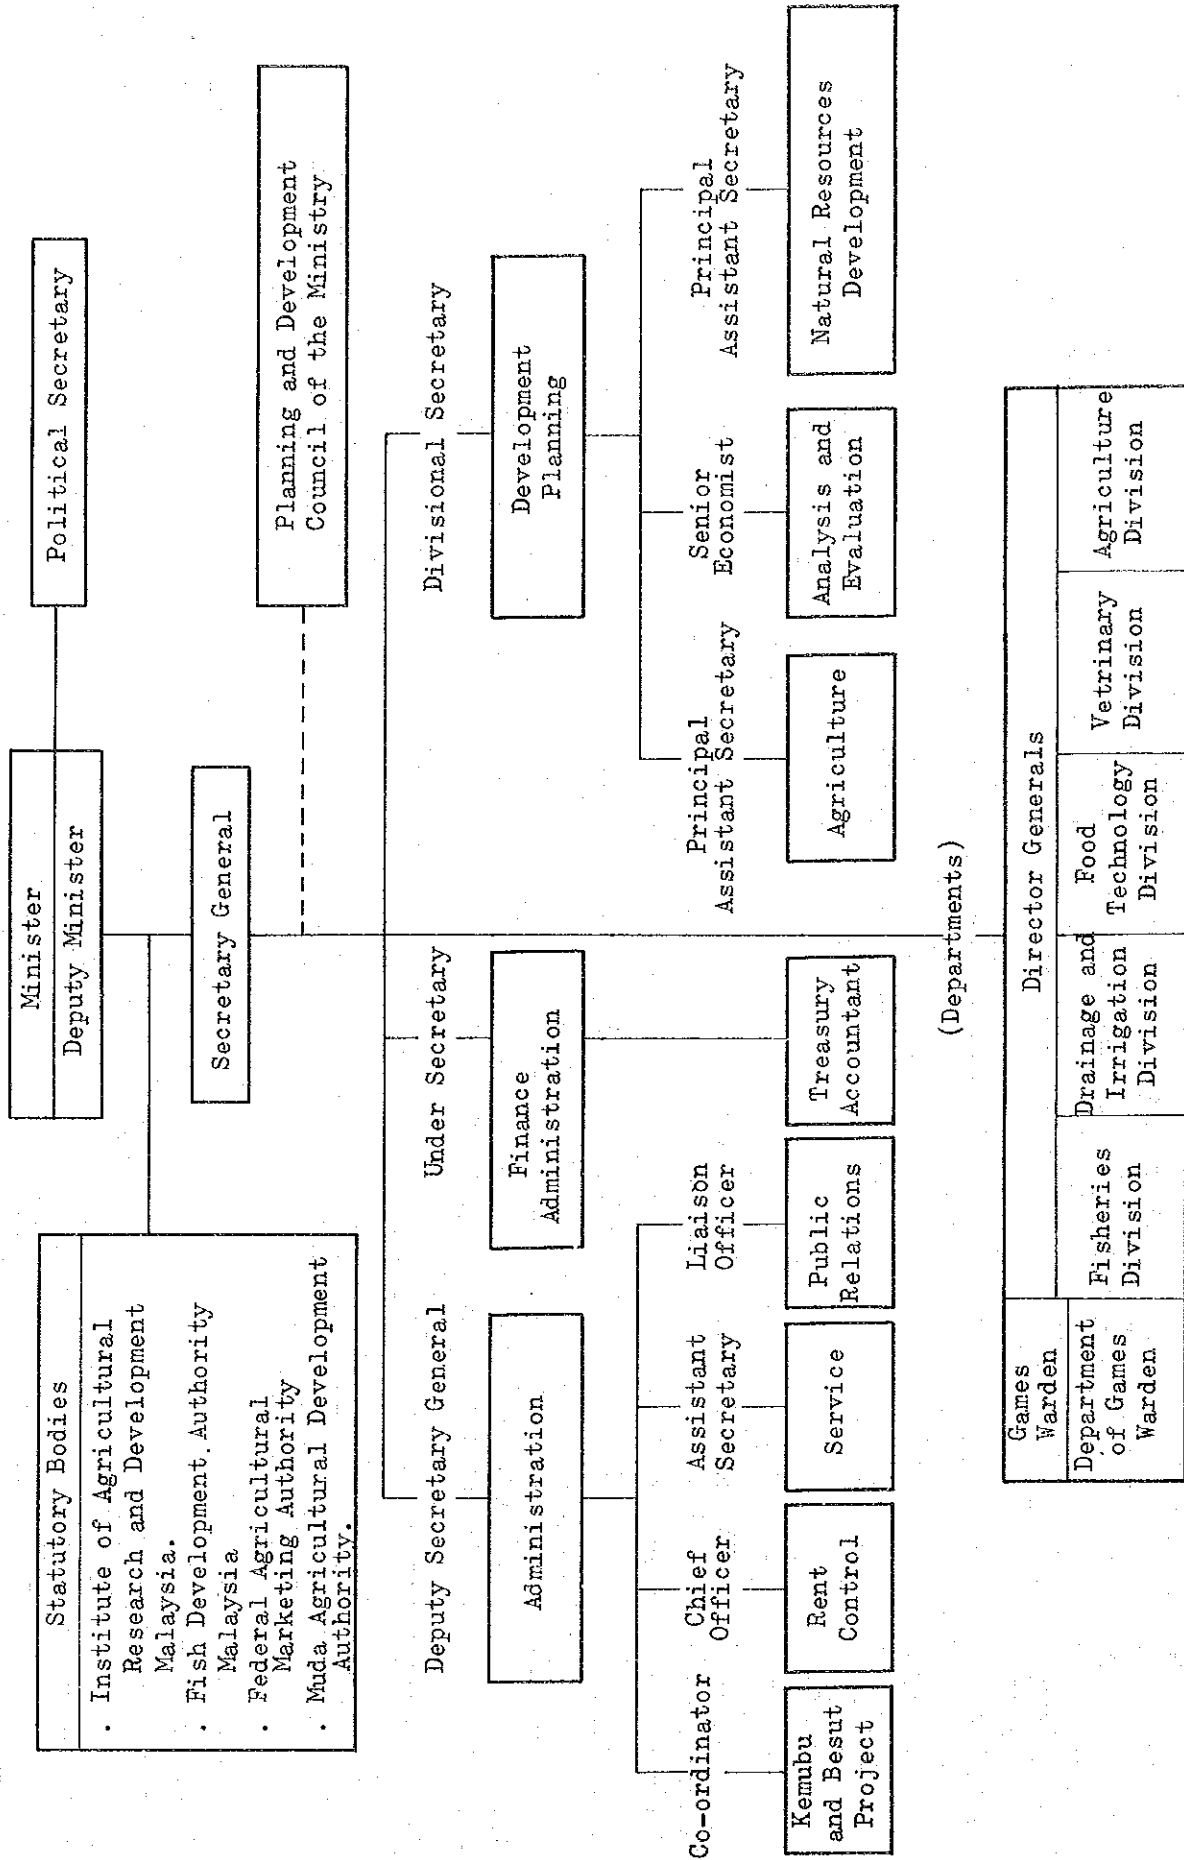 Minister
Deputy Minister
Political Secretary
Statutory Bodies
. Institute of Agricultural
Research and Development
Malaysia.
. Fish Development Authority
Malaysia
. Federal Agricultural
Marketing Authority
. Muda Agricultural Development
Authority.
Secretary General
Planning and Development
Council of the Ministry
Deputy Secretary General
Under Secretary
Divisional Secretary
Administration
Finance
Administration
Development
Planning
Co-ordinator
Chief
Officer
Assistant
Secretary
Liaison
Officer
Principal
Assistant Secretary
Senior
Economist
Principal
Assistant Secretary
Kemubu
and Besut
Project
Rent
Control
Service
Public
Relations
Treasury
Accountant
Agriculture
Analysis and
Evaluation
Natural Resources
Development
(Departments)
Games
Warden
Director Generals
Department
of Games
Warden
Fisheries
Division
Drainage and
Irrigation
Division
Food
Technology
Division
Vetrinary
Division
Agriculture
Division